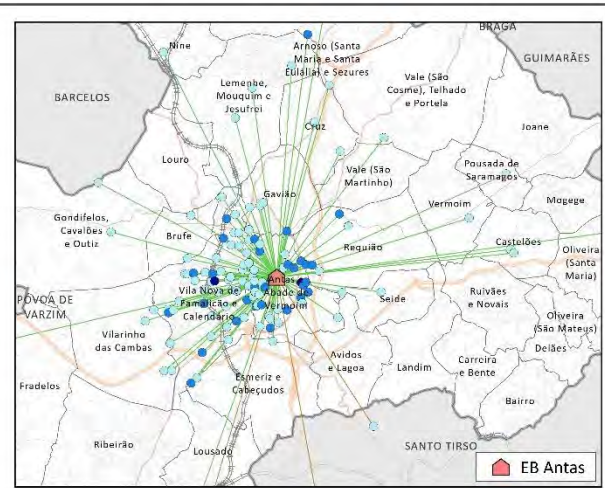 BRAGA
Nine
Arnoso (Santa
Maria e Santa
Eulália) e Sezures
GUIMARÃES
Lemenhe,
Mouquim e
Jesufrei
Vale (São
Cosme), Telhado
e Portela
BARCELOS
Cruz
Joane
Louro
Vale (São
Martinho)
Pousada de
Saramagos
Gavião
Vermoim
Mogege
Gondifelos,
Cavalões
e Outiz
Brufe
Requião
Castelões
Oliveira
(Santa
Maria)
Antas
Abade de
Vermoim
Vila Nova de
Famalicão e
Calendário
PÓVOA DE
VARZIM
Seide
Ruivães
e Novais
Oliveira
(São Mateus)
Vilarinho
das Cambas
Delães
Avidos
e Lagoa
Landim
Carreira
e Bente
Fradelos
Esmeriz e
Cabeçudos
Bairro
Ribeirão
Lousado
SANTO TIRSO
EB Antas